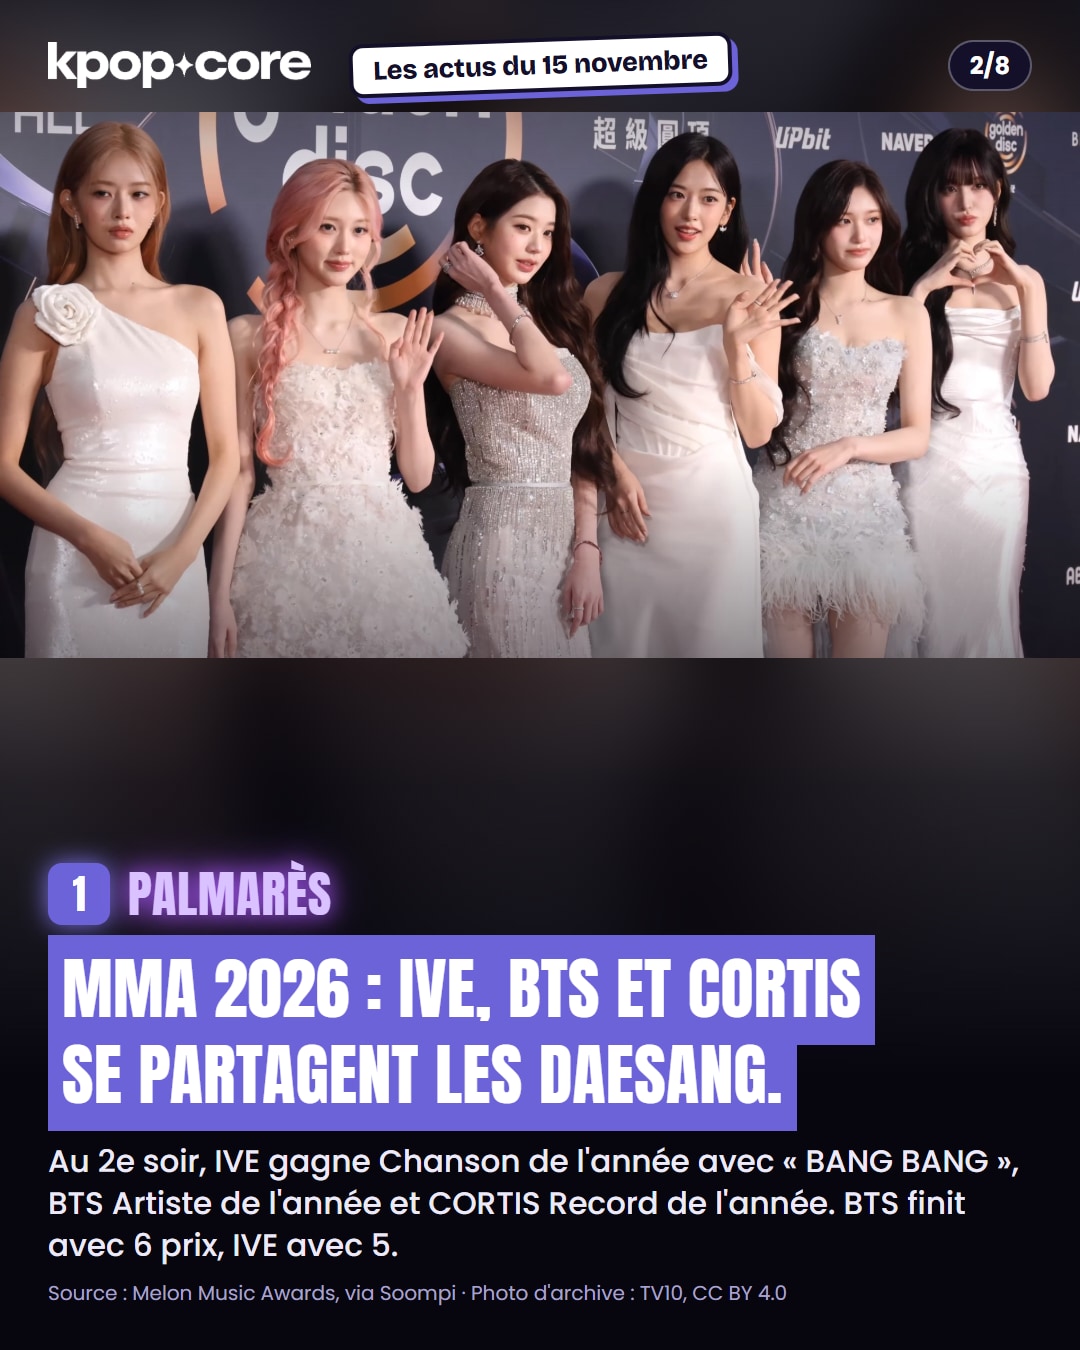 kpop✦core
Les actus du 15 novembre
2/8
disc
超級圓頂
UPbit
NAVER
golden
disc
1 PALMARÈS
MMA 2026 : IVE, BTS ET CORTIS
SE PARTAGENT LES DAESANG.
Au 2e soir, IVE gagne Chanson de l'année avec « BANG BANG »,
BTS Artiste de l'année et CORTIS Record de l'année. BTS finit
avec 6 prix, IVE avec 5.
Source : Melon Music Awards, via Soompi · Photo d'archive : TV10, CC BY 4.0